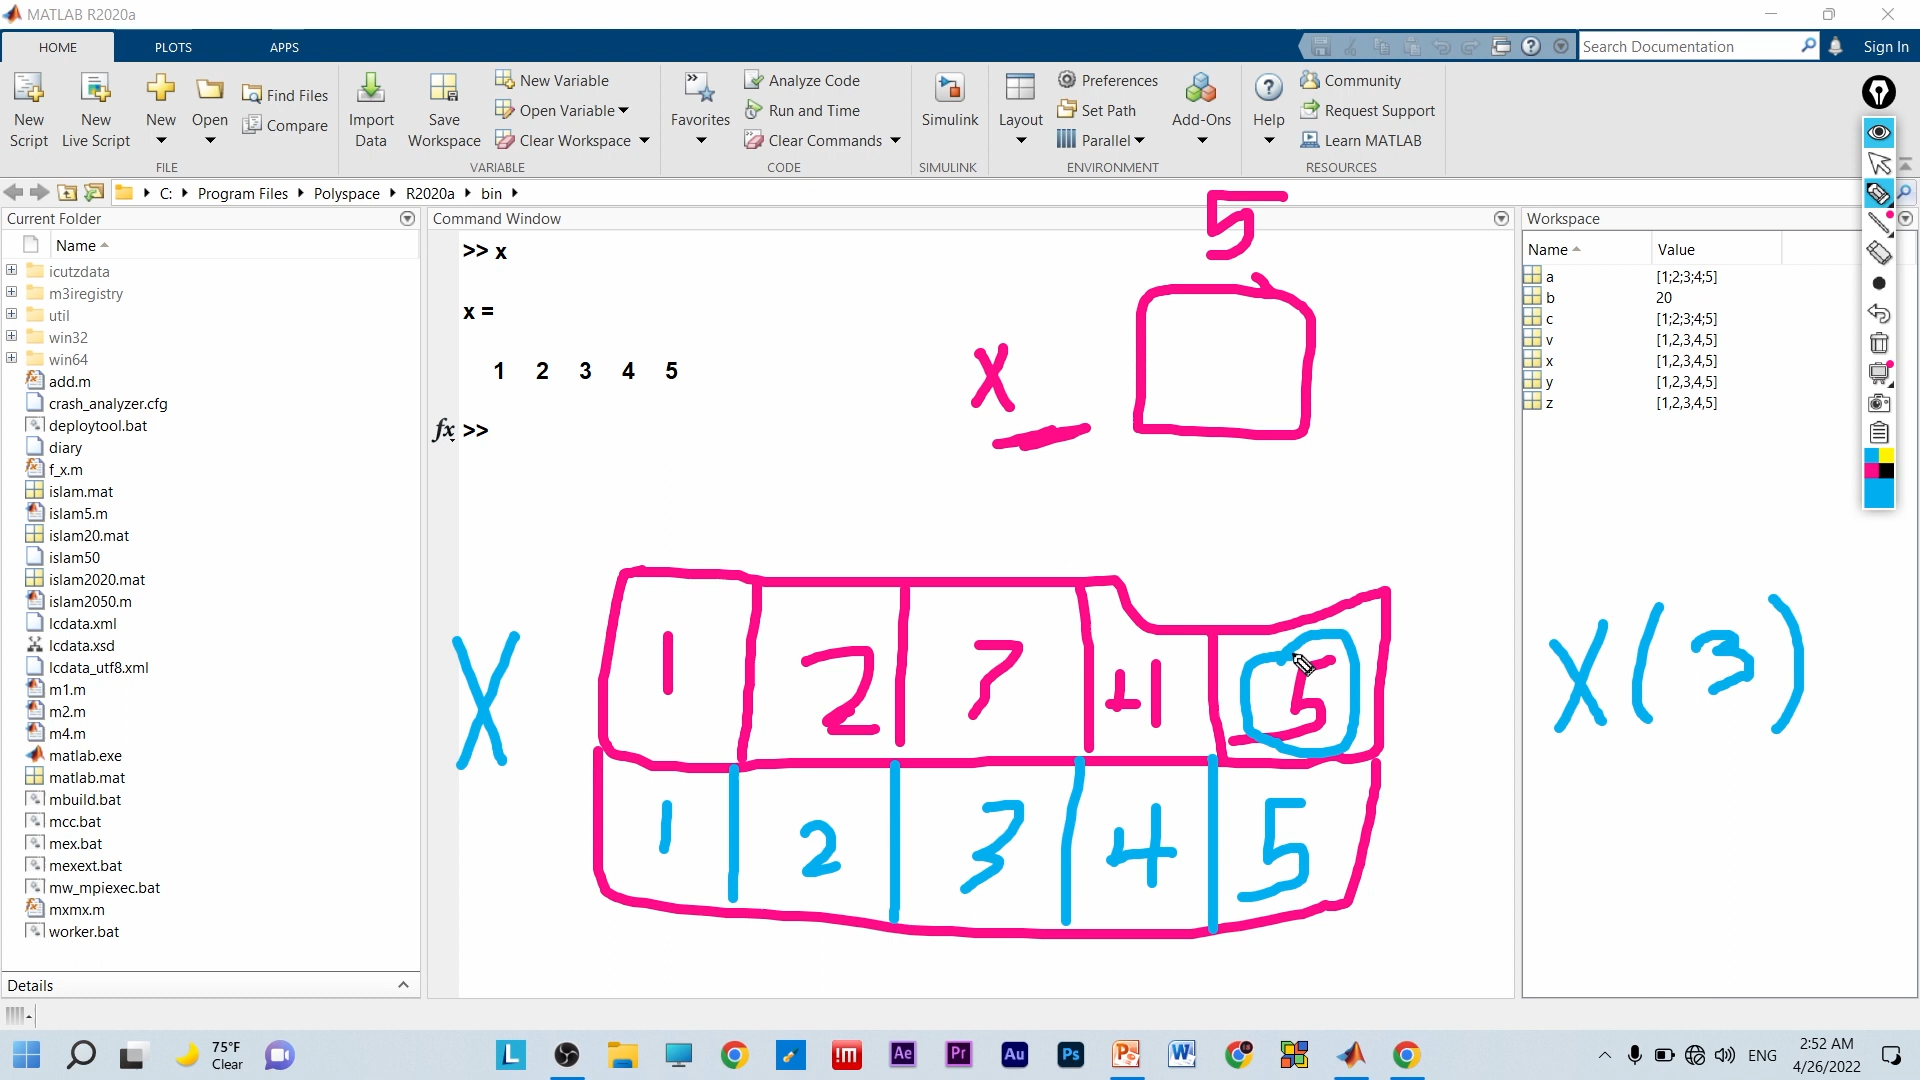 MATLAB R2020a
HOME PLOTS APPS
Search Documentation
Sign In
New Script
New Live Script
New
Open
Find Files
Compare
FILE
Import Data
Save Workspace
New Variable
Open Variable
Clear Workspace
VARIABLE
Favorites
Analyze Code
Run and Time
Clear Commands
CODE
Simulink
SIMULINK
Layout
Preferences
Set Path
Parallel
ENVIRONMENT
Add-Ons
Help
Community
Request Support
Learn MATLAB
RESOURCES
C: Program Files Polyspace R2020a bin
Current Folder
Name
icutzdata
m3iregistry
util
win32
win64
add.m
crash_analyzer.cfg
deploytool.bat
diary
f_x.m
islam.mat
islam5.m
islam20.mat
islam50
islam2020.mat
islam2050.m
lcdata.xml
lcdata.xsd
lcdata_utf8.xml
m1.m
m2.m
m4.m
matlab.exe
matlab.mat
mbuild.bat
mcc.bat
mex.bat
mexext.bat
mw_mpiexec.bat
mxmx.m
worker.bat
Details
Command Window
>> x
x =
1 2 3 4 5
fx >>
5
x
X
1 2 7 4 5
1 2 3 4 5
Workspace
Name Value
a [1;2;3;4;5]
b 20
c [1;2;3;4;5]
v [1,2,3,4,5]
x [1,2,3,4,5]
y [1,2,3,4,5]
z [1,2,3,4,5]
X(3)
75°F
Clear
L
!M
Ae
Pr
Au
Ps
P
W
ENG
2:52 AM
4/26/2022